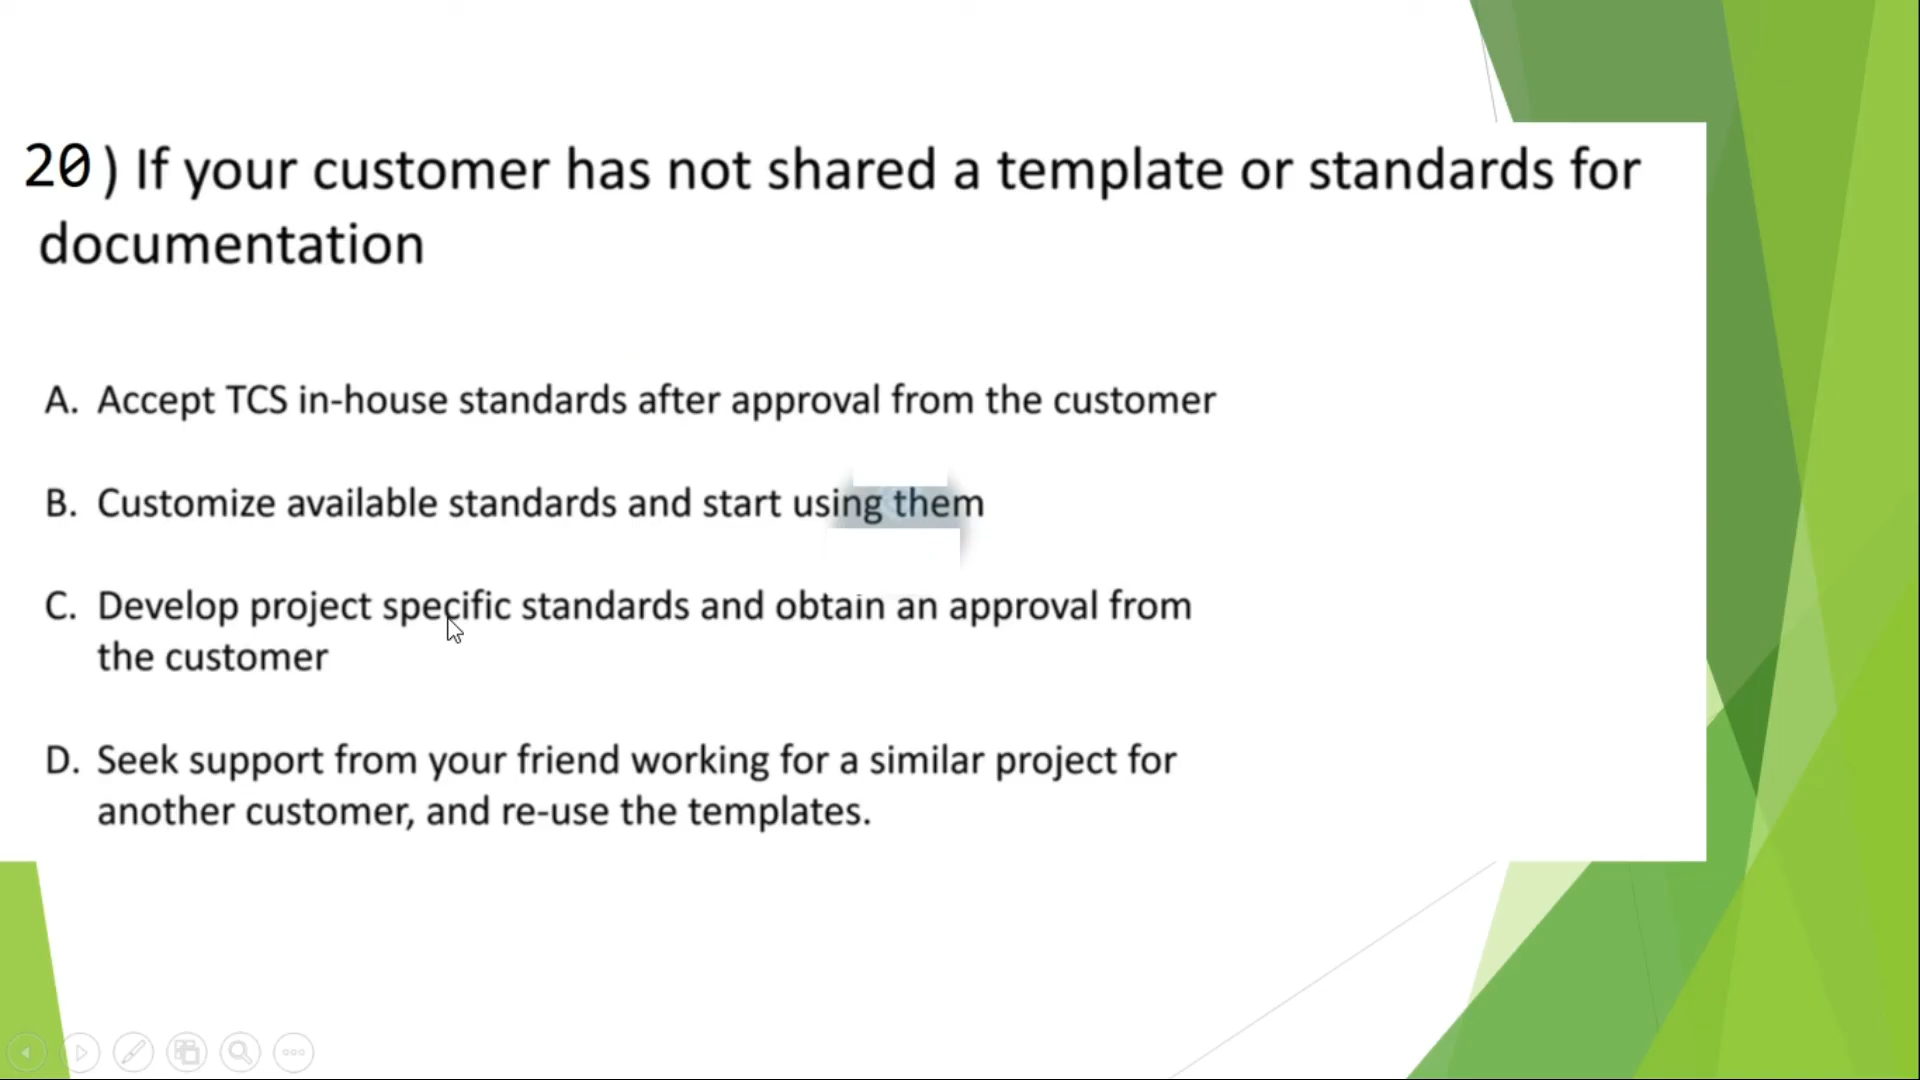 20) If your customer has not shared a template or standards for
documentation
A. Accept TCS in-house standards after approval from the customer
B. Customize available standards and start using them
C. Develop project specific standards and obtain an approval from
the customer
D. Seek support from your friend working for a similar project for
another customer, and re-use the templates.